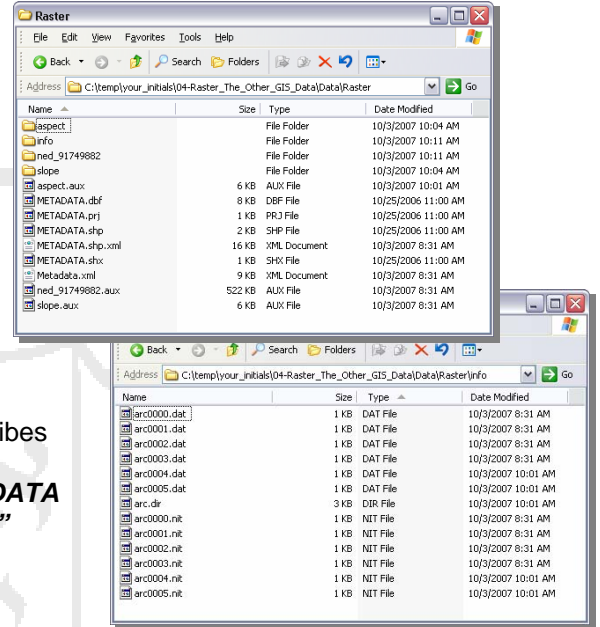 Raster
File Edit View Favorites Tools Help
Back Search Folders
Address C:\temp\your_initials\04-Raster_The_Other_GIS_Data\Data\Raster Go
Name Size Type Date Modified
aspect File Folder 10/3/2007 10:04 AM
info File Folder 10/3/2007 10:11 AM
ned_91749882 File Folder 10/3/2007 10:11 AM
slope File Folder 10/3/2007 10:04 AM
aspect.aux 6 KB AUX File 10/3/2007 10:01 AM
METADATA.dbf 8 KB DBF File 10/25/2006 11:00 AM
METADATA.prj 1 KB PRJ File 10/25/2006 11:00 AM
METADATA.shp 2 KB SHP File 10/25/2006 11:00 AM
METADATA.shp.xml 16 KB XML Document 10/3/2007 8:31 AM
METADATA.shx 1 KB SHX File 10/25/2006 11:00 AM
Metadata.xml 9 KB XML Document 10/3/2007 8:31 AM
ned_91749882.aux 522 KB AUX File 10/3/2007 8:31 AM
slope.aux 6 KB AUX File 10/3/2007 8:31 AM
Back Search Folders
Address C:\temp\your_initials\04-Raster_The_Other_GIS_Data\Data\Raster\info Go
Name Size Type Date Modified
arc0000.dat 1 KB DAT File 10/3/2007 8:31 AM
arc0001.dat 1 KB DAT File 10/3/2007 8:31 AM
arc0002.dat 1 KB DAT File 10/3/2007 8:31 AM
arc0003.dat 1 KB DAT File 10/3/2007 8:31 AM
arc0004.dat 1 KB DAT File 10/3/2007 10:01 AM
arc0005.dat 1 KB DAT File 10/3/2007 10:01 AM
arc.dir 3 KB DIR File 10/3/2007 10:01 AM
arc0000.nit 1 KB NIT File 10/3/2007 8:31 AM
arc0001.nit 1 KB NIT File 10/3/2007 8:31 AM
arc0002.nit 1 KB NIT File 10/3/2007 8:31 AM
arc0003.nit 1 KB NIT File 10/3/2007 8:31 AM
arc0004.nit 1 KB NIT File 10/3/2007 10:01 AM
arc0005.nit 1 KB NIT File 10/3/2007 10:01 AM
ibes
DATA
”